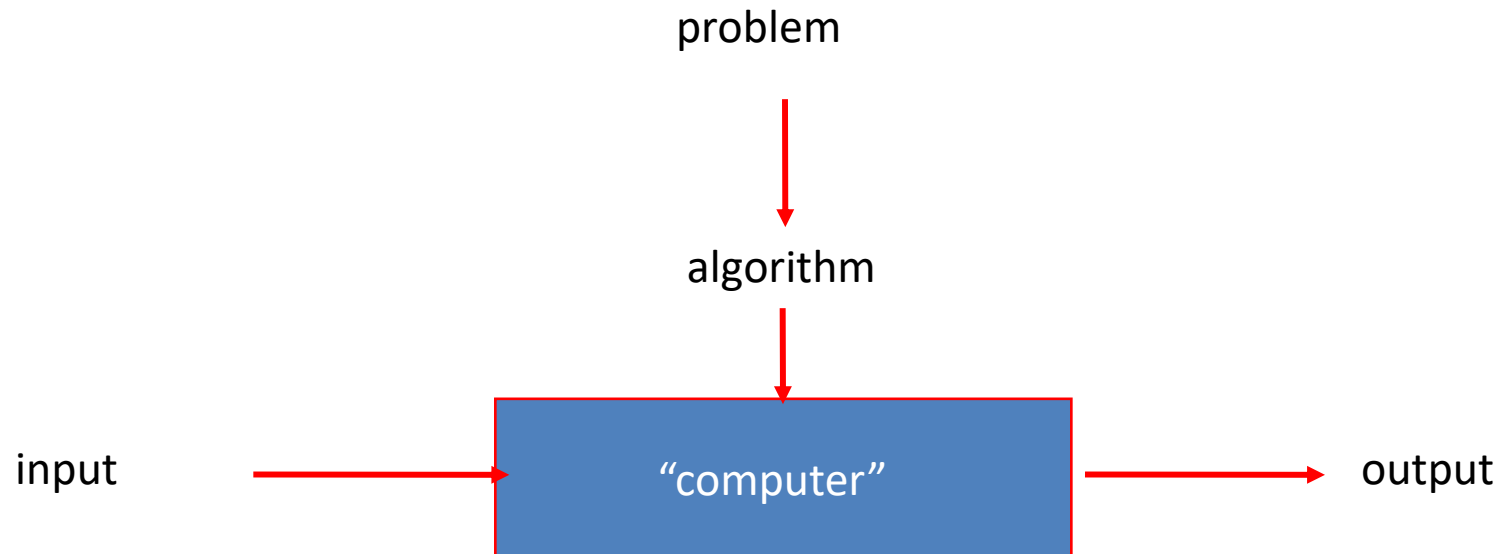 problem
algorithm
input
“computer”
output